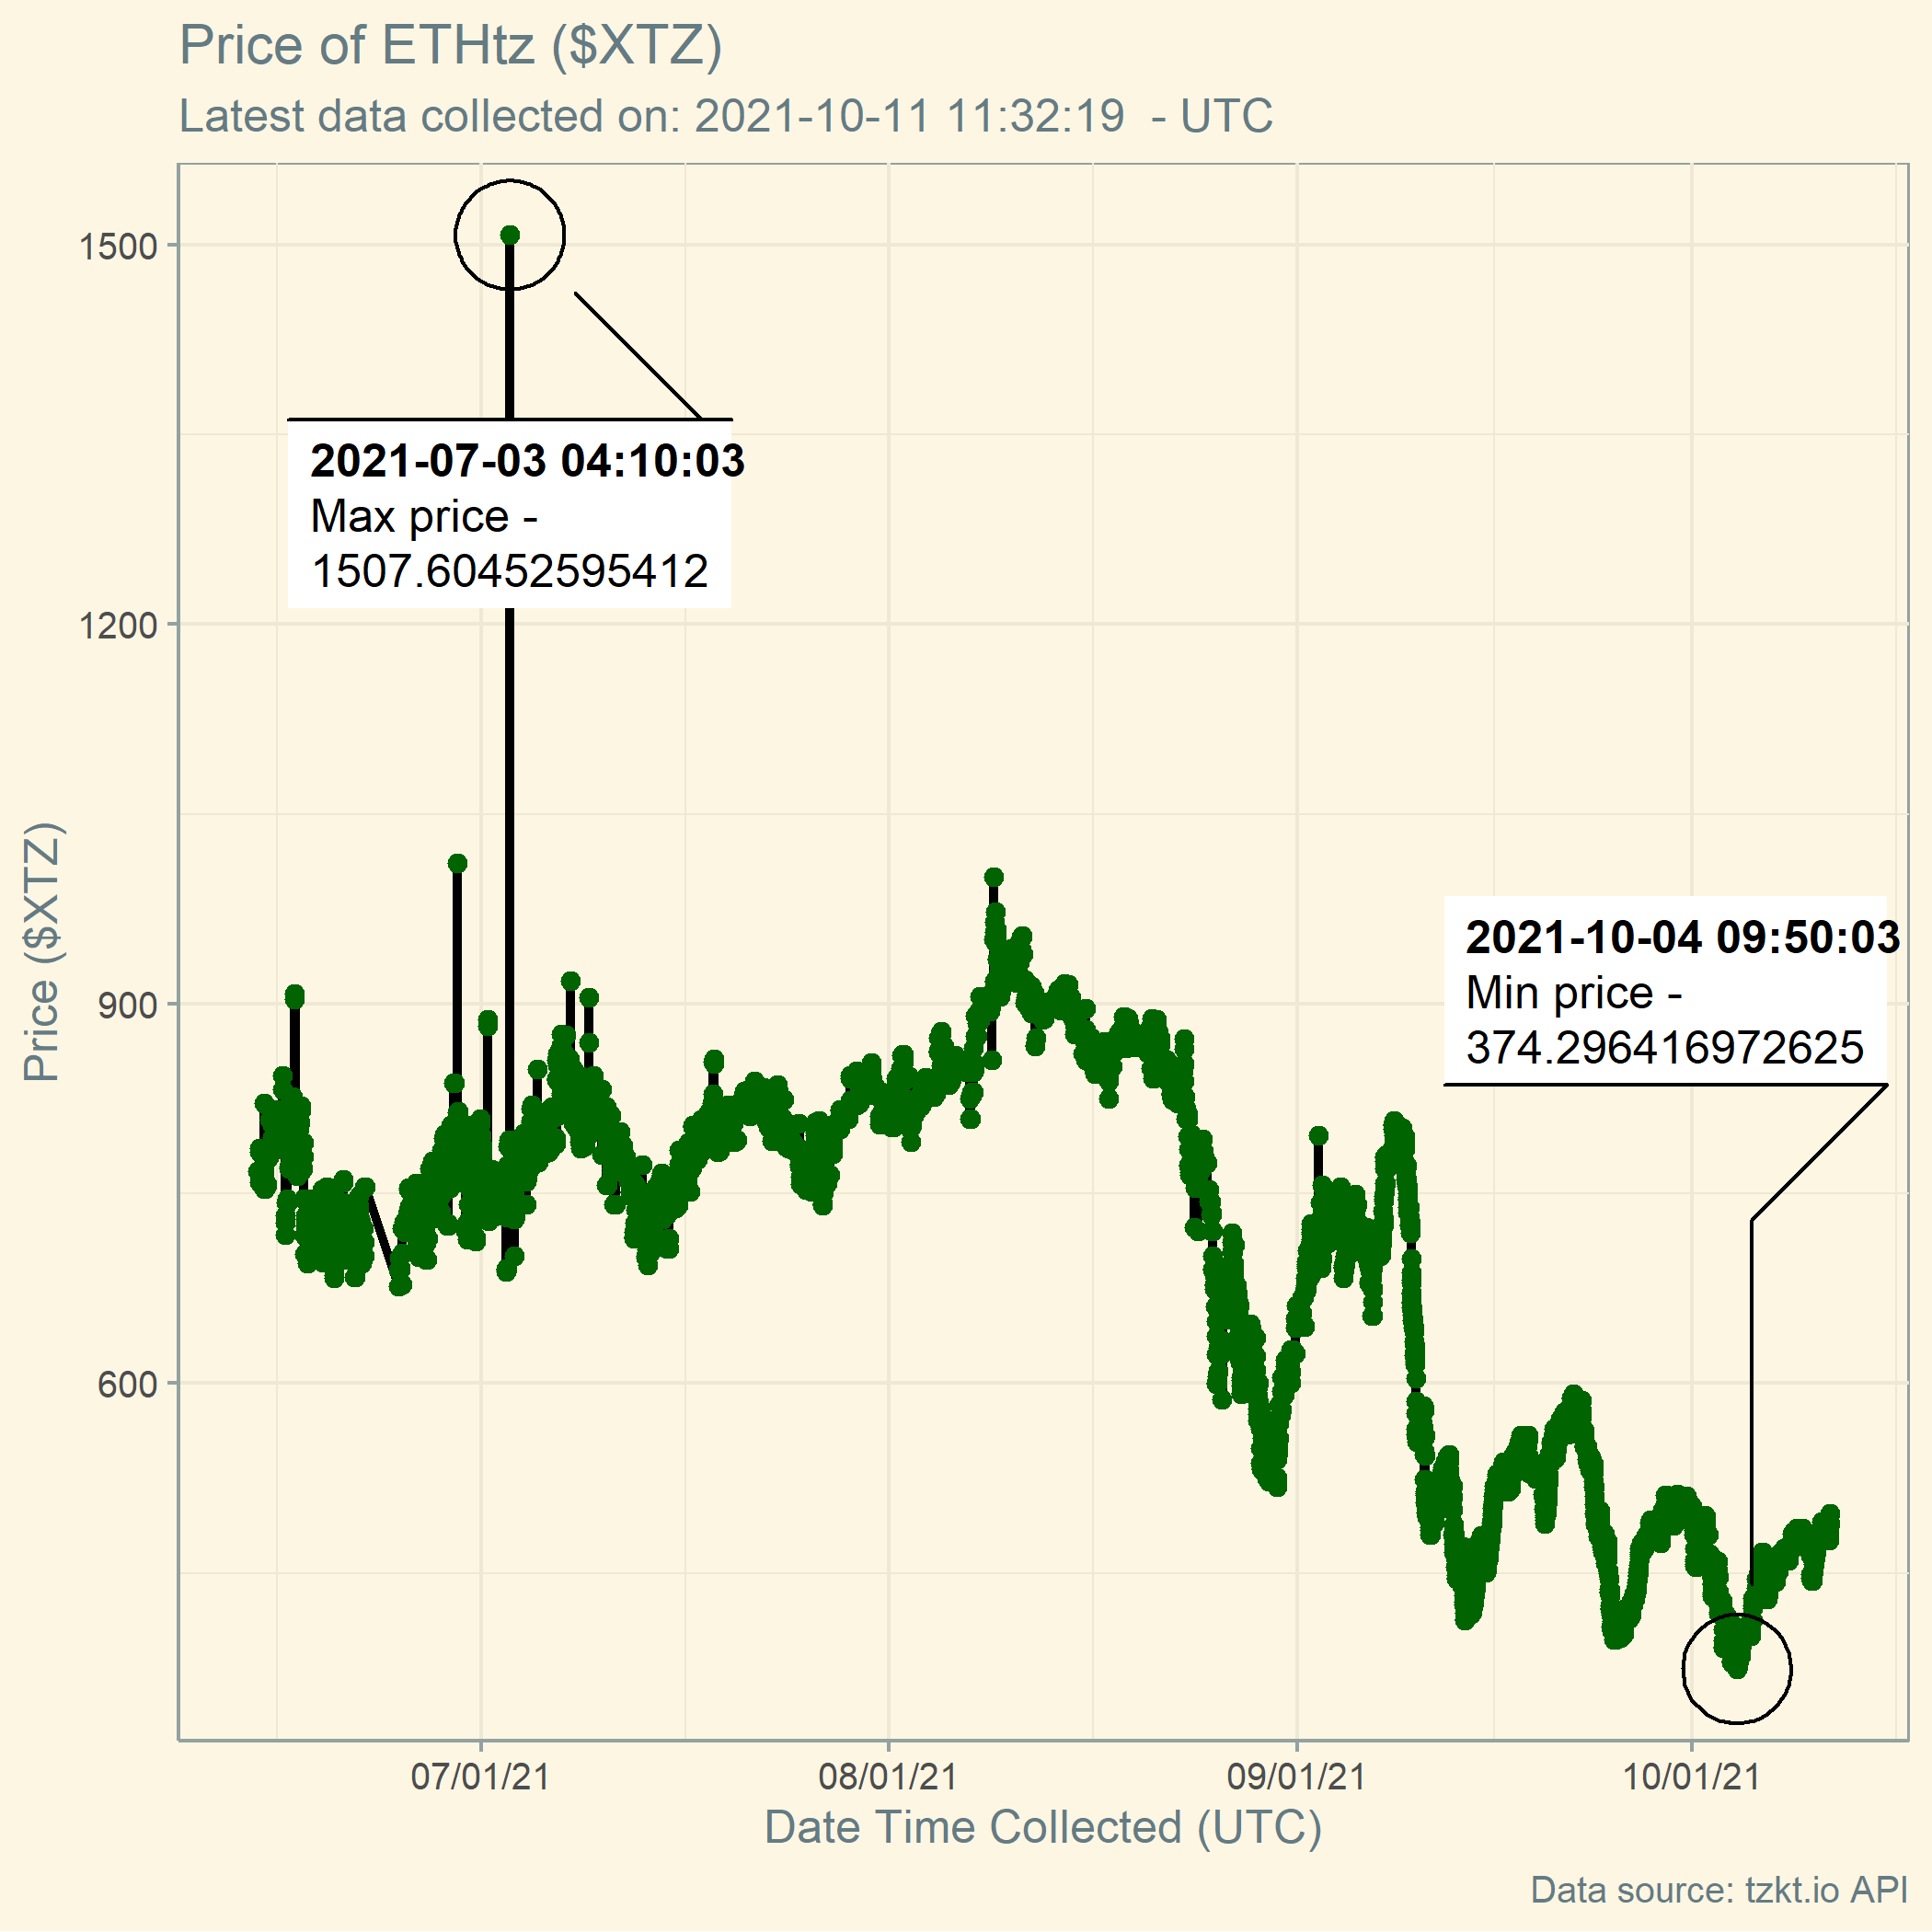 Price of ETHtz ($XTZ)
Latest data collected on: 2021-10-11 11:32:19  - UTC
1500
2021-07-03 04:10:03
Max price -
1507.60452595412
1200
900
2021-10-04 09:50:03
Min price -
374.296416972625
600
Price ($XTZ)
07/01/21
08/01/21
09/01/21
10/01/21
Date Time Collected (UTC)
Data source: tzkt.io API